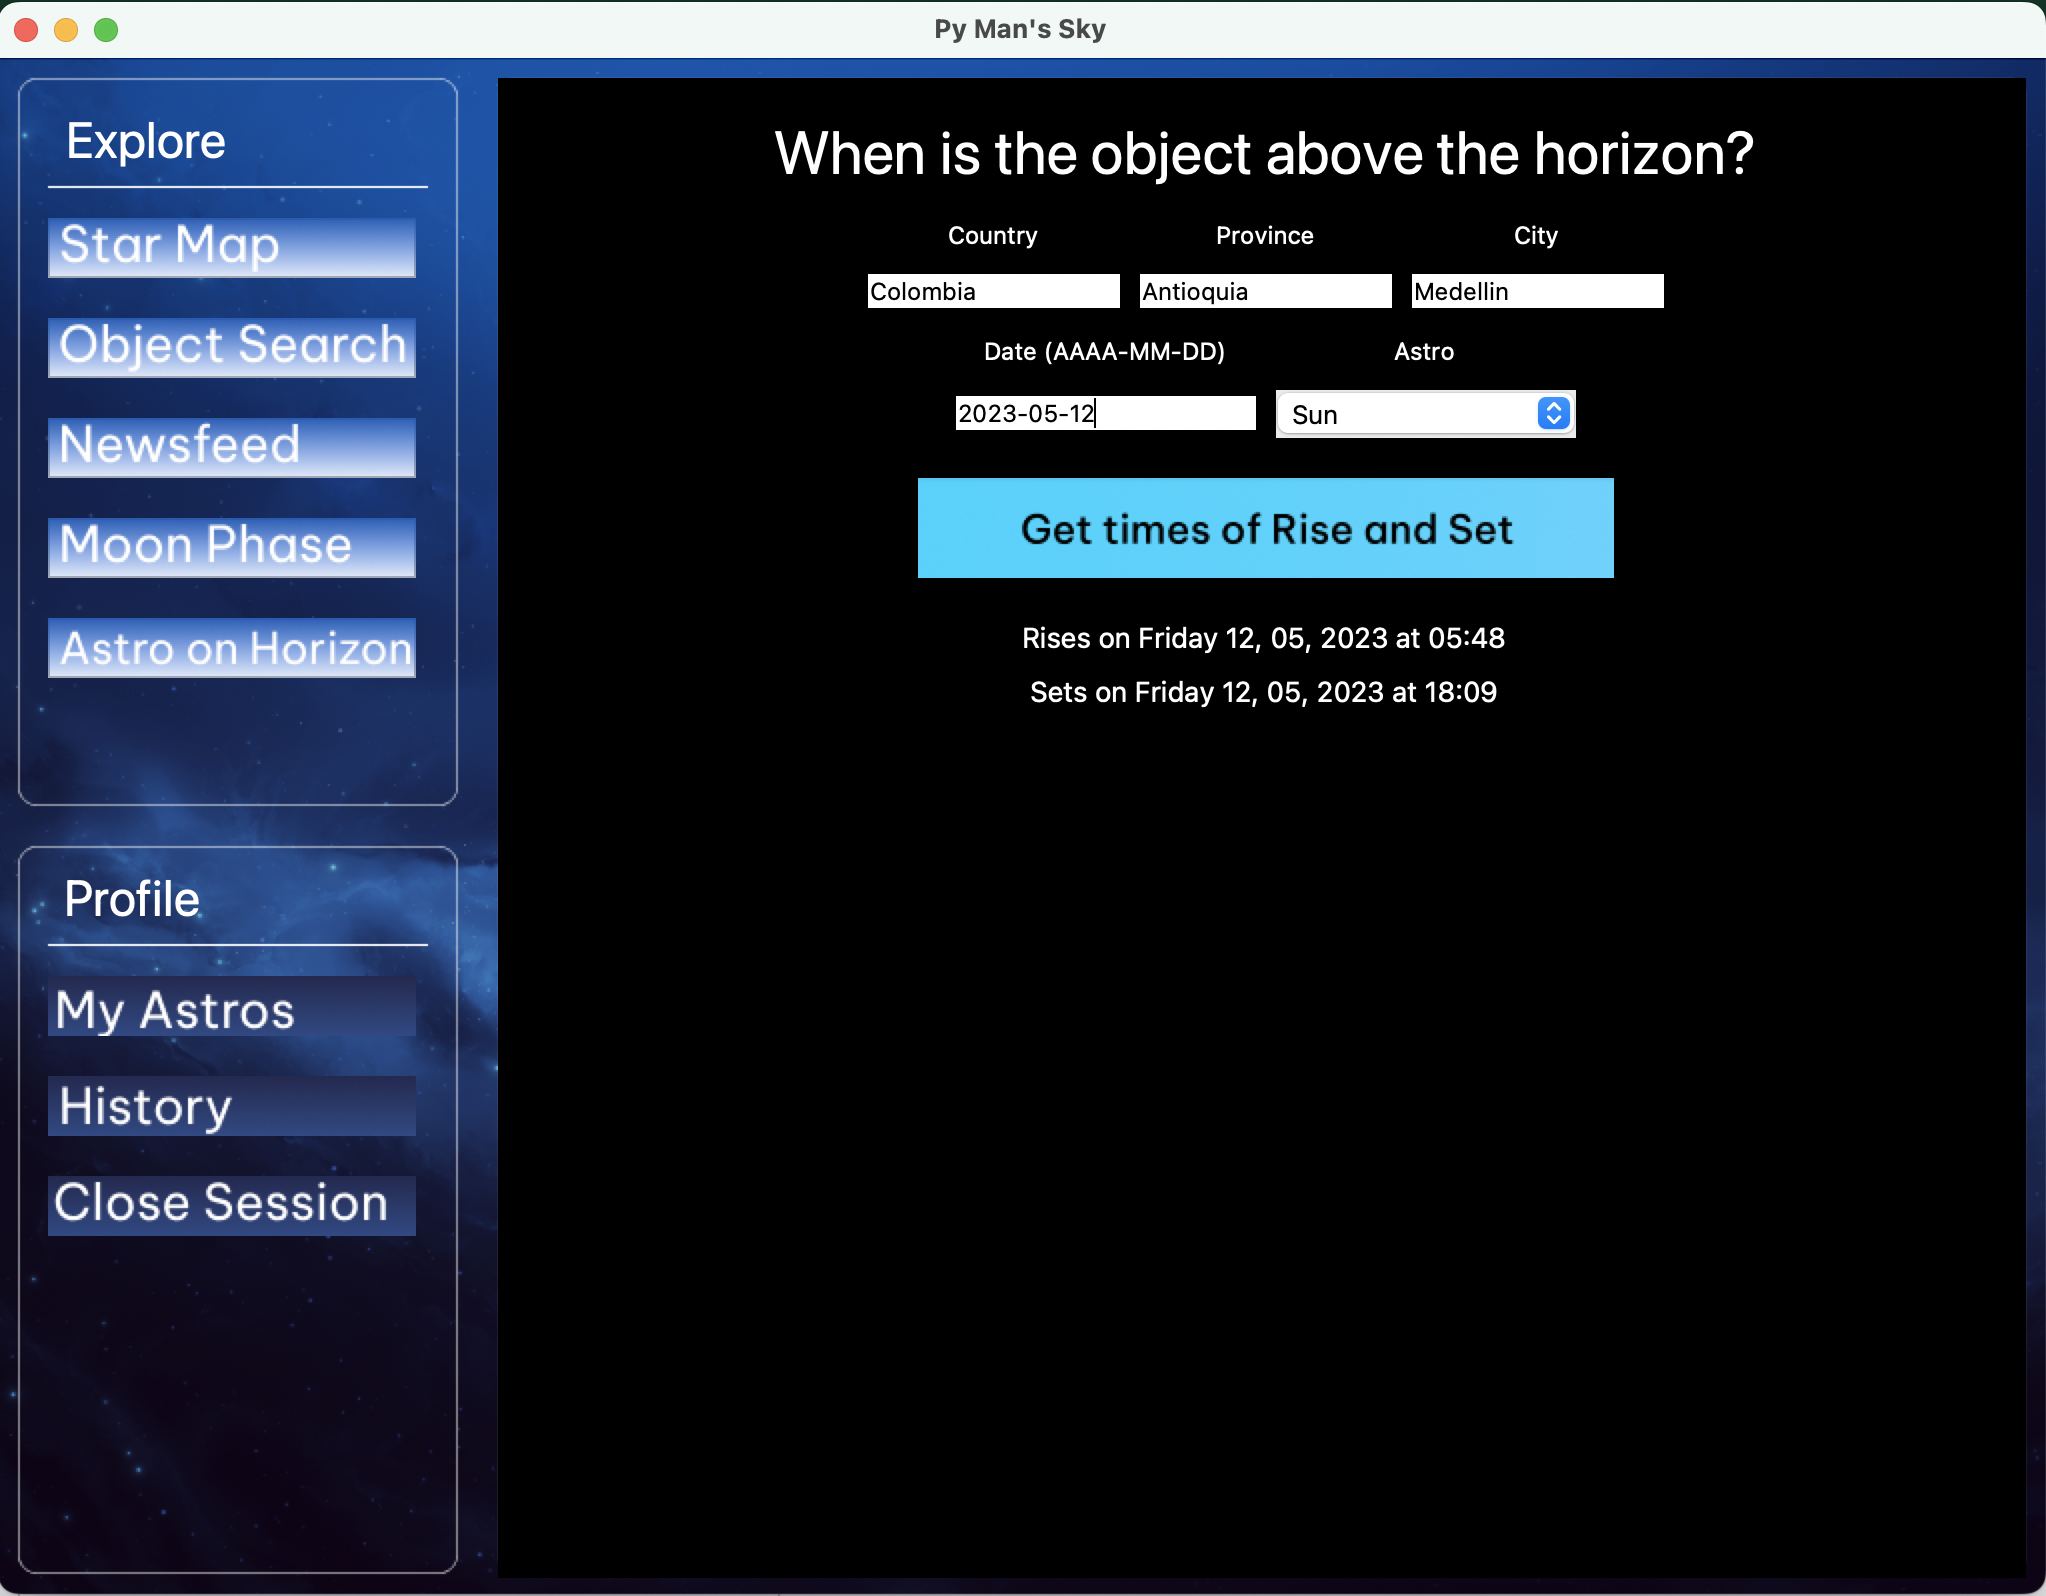 Py Man's Sky
Explore
Star Map
Object Search
Newsfeed
Moon Phase
Astro on Horizon
Profile
My Astros
History
Close Session
When is the object above the horizon?
Country Province City
Colombia Antioquia Medellin
Date (AAAA-MM-DD) Astro
2023-05-12 Sun
Get times of Rise and Set
Rises on Friday 12, 05, 2023 at 05:48
Sets on Friday 12, 05, 2023 at 18:09